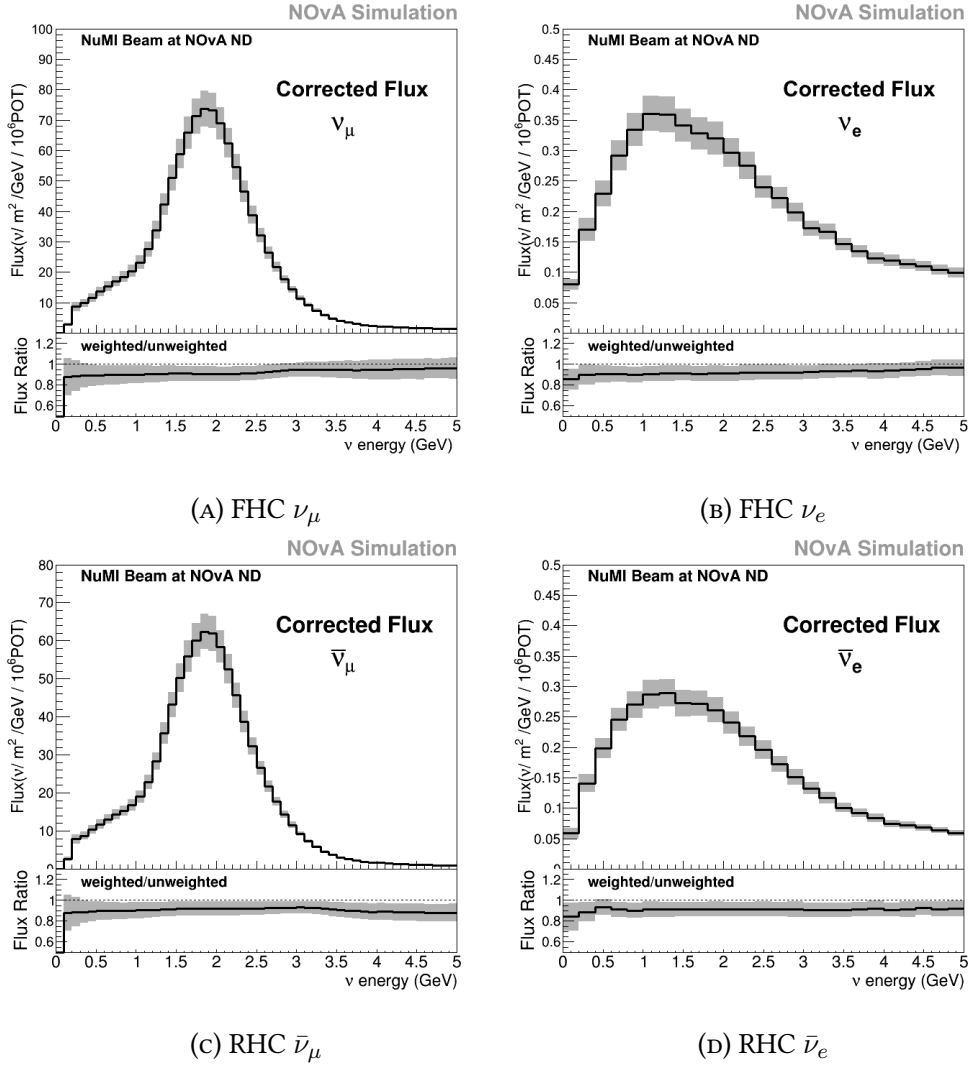 NOvA Simulation
NuMI Beam at NOvA ND
Corrected Flux
νμ
Flux(ν/ m² /GeV / 10⁶POT)
100
90
80
70
60
50
40
30
20
10
weighted/unweighted
Flux Ratio
1.2
1
0.8
0.6
0 0.5 1 1.5 2 2.5 3 3.5 4 4.5 5
ν energy (GeV)
(A) FHC νμ
NOvA Simulation
NuMI Beam at NOvA ND
Corrected Flux
νe
Flux(ν/ m² /GeV / 10⁶POT)
0.5
0.45
0.4
0.35
0.3
0.25
0.2
0.15
0.1
0.05
0
weighted/unweighted
Flux Ratio
1.2
1
0.8
0.6
0 0.5 1 1.5 2 2.5 3 3.5 4 4.5 5
ν energy (GeV)
(B) FHC νe
NOvA Simulation
NuMI Beam at NOvA ND
Corrected Flux
ν̄μ
Flux(ν/ m² /GeV / 10⁶POT)
80
70
60
50
40
30
20
10
0
weighted/unweighted
Flux Ratio
1.2
1
0.8
0.6
0 0.5 1 1.5 2 2.5 3 3.5 4 4.5 5
ν energy (GeV)
(C) RHC ν̄μ
NOvA Simulation
NuMI Beam at NOvA ND
Corrected Flux
ν̄e
Flux(ν/ m² /GeV / 10⁶POT)
0.5
0.45
0.4
0.35
0.3
0.25
0.2
0.15
0.1
0.05
0
weighted/unweighted
Flux Ratio
1.2
1
0.8
0.6
0 0.5 1 1.5 2 2.5 3 3.5 4 4.5 5
ν energy (GeV)
(D) RHC ν̄e